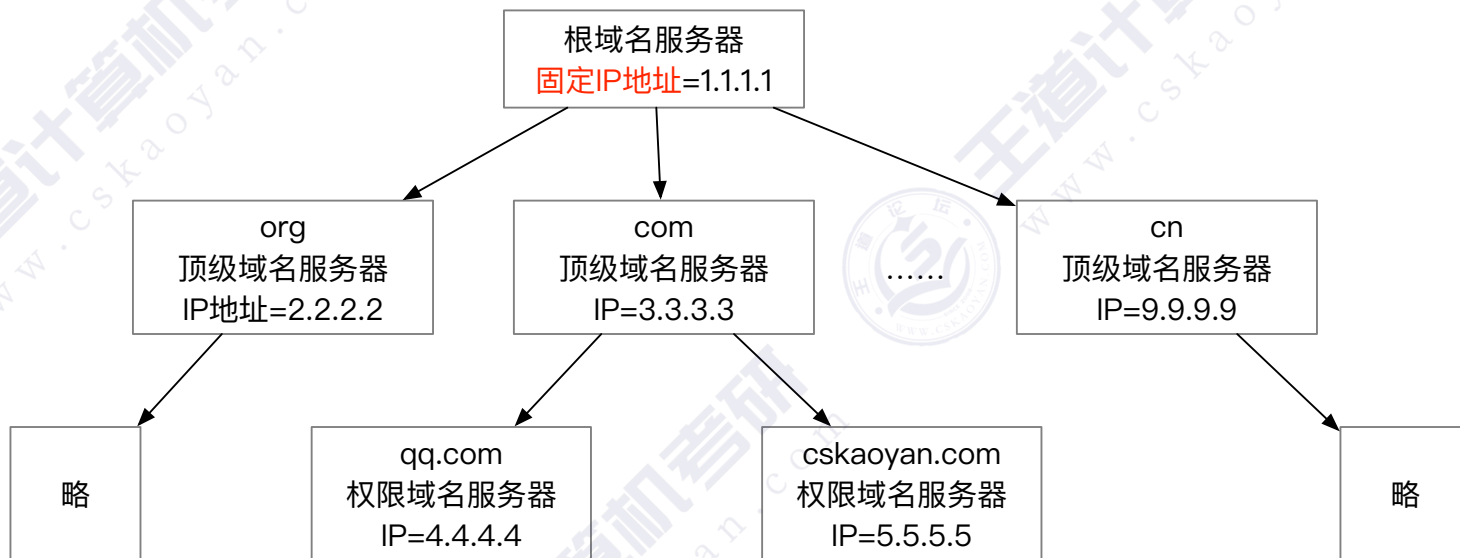 根域名服务器
固定IP地址=1.1.1.1
org
顶级域名服务器
IP地址=2.2.2.2
com
顶级域名服务器
IP=3.3.3.3
……
cn
顶级域名服务器
IP=9.9.9.9
略
qq.com
权限域名服务器
IP=4.4.4.4
cskaoyan.com
权限域名服务器
IP=5.5.5.5
略